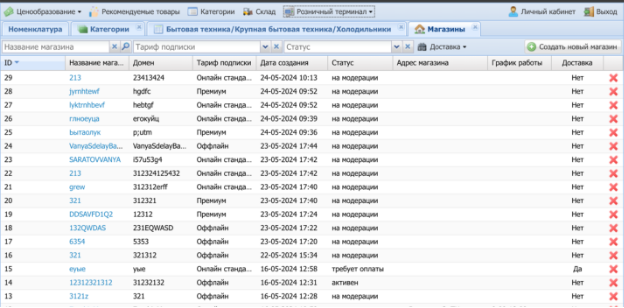 Ценообразование Рекомендуемые товары Категории Склад Розничный терминал Личный кабинет Выход
Номенклатура Категории Бытовая техника/Крупная бытовая техника/Холодильники Магазины
Название магазина Тариф подписки Статус Доставка Создать новый магазин
ID Название мага... Домен Тариф подписки Дата создания Статус Адрес магазина График работы Доставка
29 213 23413424 Онлайн станда... 24-05-2024 10:13 на модерации Нет
28 jyrnhtewf hgdfc Премиум 24-05-2024 09:52 на модерации Нет
27 lyktrnhbevf hebtgf Онлайн станда... 24-05-2024 09:52 на модерации Нет
26 глноеуца егокуйц Онлайн станда... 24-05-2024 09:39 на модерации Нет
25 ытаолук p;utm Премиум 24-05-2024 09:36 на модерации Нет
24 VanyaSdelayBa... VanyaSdelayBa... Оффлайн 23-05-2024 17:44 на модерации Нет
23 SARATOVVANYA i57u53g4 Онлайн станда... 23-05-2024 17:42 на модерации Нет
22 213 312324125432 Онлайн станда... 23-05-2024 17:42 на модерации Нет
21 grew 312312erff Онлайн станда... 23-05-2024 17:40 на модерации Нет
20 321 312321 Премиум 23-05-2024 17:40 на модерации Нет
19 DDSAVFD1Q2 12312 Премиум 23-05-2024 17:24 на модерации Нет
18 132QWDAS 231EQWASD Оффлайн 23-05-2024 17:22 на модерации Нет
17 6354 5353 Оффлайн 23-05-2024 17:20 на модерации Нет
16 321 321312 Оффлайн 22-05-2024 15:34 на модерации Нет
15 еуые уые Онлайн станда... 16-05-2024 12:58 требует оплаты Да
14 12312321312 31232132 Оффлайн 16-05-2024 12:31 активен Нет
13 3121z 321 Оффлайн 16-05-2024 12:28 на модерации Нет